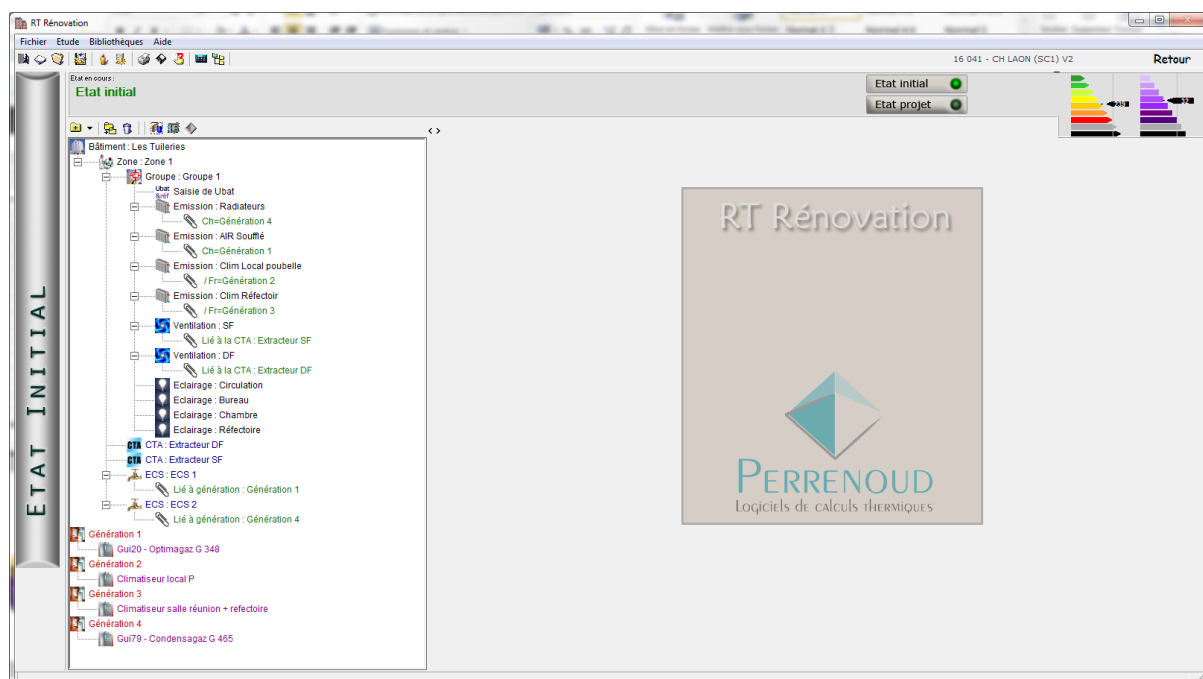 RT Rénovation
Fichier Etude Bibliothèques Aide
16 041 - CH LAON (SC1) V2 Retour
Etat en cours :
Etat initial
Etat initial
Etat projet
ETAT INITIAL
Bâtiment : Les Tuileries
Zone : Zone 1
Groupe : Groupe 1
Ubat &réf Saisie de Ubat
Emission : Radiateurs
Ch=Génération 4
Emission : AIR Soufflé
Ch=Génération 1
Emission : Clim Local poubelle
/ Fr=Génération 2
Emission : Clim Réfectoir
/ Fr=Génération 3
Ventilation : SF
Lié à la CTA : Extracteur SF
Ventilation : DF
Lié à la CTA : Extracteur DF
Eclairage : Circulation
Eclairage : Bureau
Eclairage : Chambre
Eclairage : Réfectoire
CTA CTA : Extracteur DF
CTA CTA : Extracteur SF
ECS : ECS 1
Lié à génération : Génération 1
ECS : ECS 2
Lié à génération : Génération 4
Génération 1
Gui20 - Optimagaz G 348
Génération 2
Climatiseur local P
Génération 3
Climatiseur salle réunion + refectoire
Génération 4
Gui79 - Condensagaz G 465
RT Rénovation
PERRENOUD
Logiciels de calculs thermiques